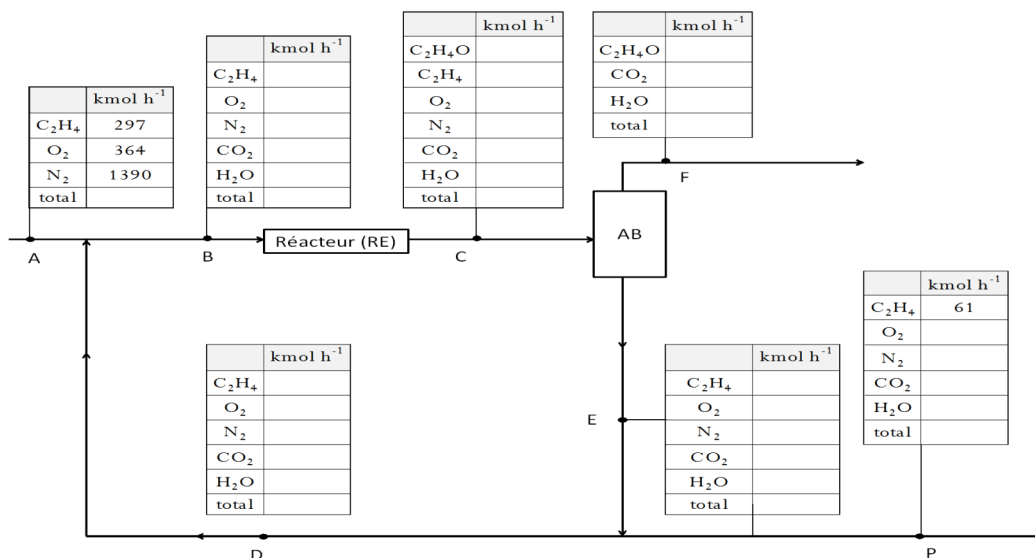 kmol h⁻¹
C₂H₄ 297
O₂ 364
N₂ 1390
total
A
kmol h⁻¹
C₂H₄
O₂
N₂
CO₂
H₂O
total
B
Réacteur (RE)
kmol h⁻¹
C₂H₄O
C₂H₄
O₂
N₂
CO₂
H₂O
total
C
kmol h⁻¹
C₂H₄O
CO₂
H₂O
total
F
AB
kmol h⁻¹
C₂H₄ 61
O₂
N₂
CO₂
H₂O
total
P
kmol h⁻¹
C₂H₄
O₂
N₂
CO₂
H₂O
total
E
kmol h⁻¹
C₂H₄
O₂
N₂
CO₂
H₂O
total
D